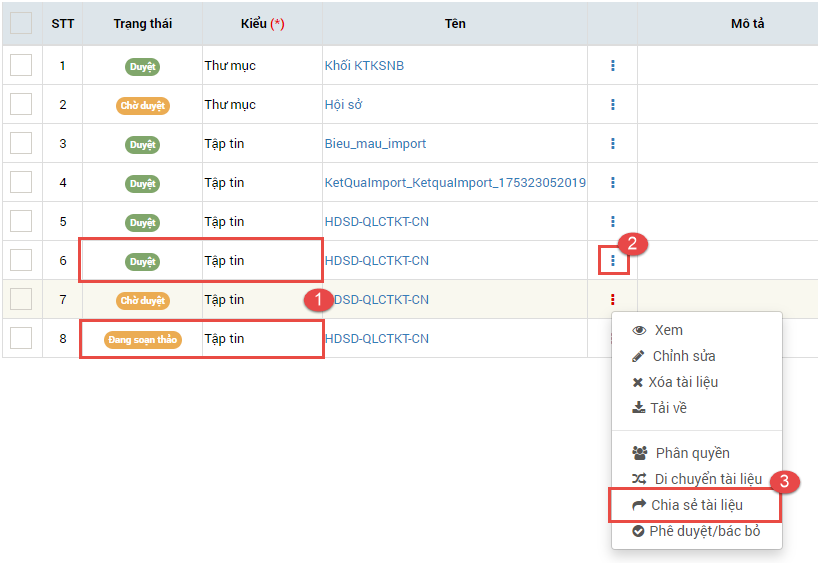 STT Trạng thái Kiểu (*) Tên Mô tả
1 Duyệt Thư mục Khối KTKSNB
2 Chờ duyệt Thư mục Hội sở
3 Duyệt Tập tin Bieu_mau_import
4 Duyệt Tập tin KetQuaImport_KetquaImport_175323052019
5 Duyệt Tập tin HDSD-QLCTKT-CN
6 Duyệt Tập tin HDSD-QLCTKT-CN 2
7 Chờ duyệt Tập tin 1 HDSD-QLCTKT-CN
8 Đang soạn thảo Tập tin HDSD-QLCTKT-CN
Xem
Chỉnh sửa
Xóa tài liệu
Tải về
Phân quyền
Di chuyển tài liệu
3
Chia sẻ tài liệu
Phê duyệt/bác bỏ